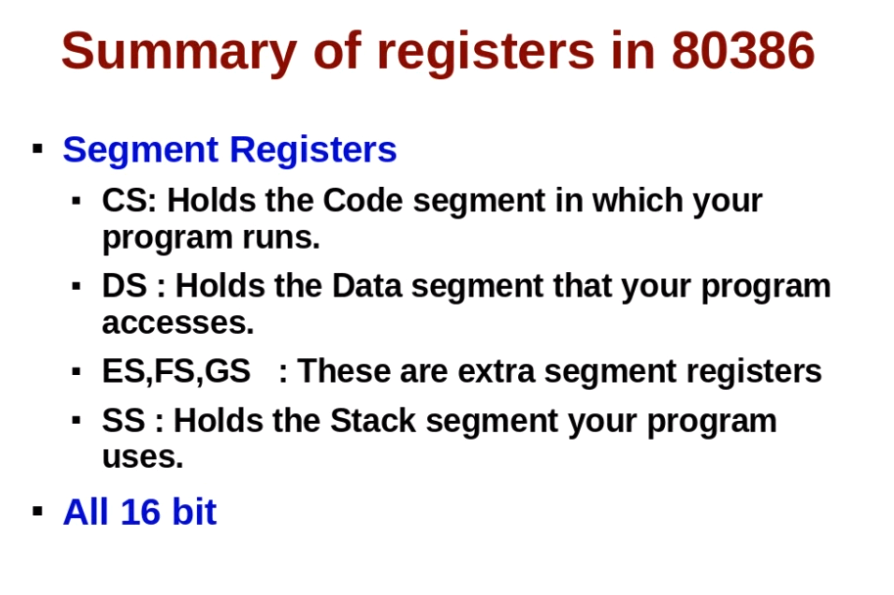 Summary of registers in 80386
▪ Segment Registers
▪ CS: Holds the Code segment in which your
program runs.
▪ DS : Holds the Data segment that your program
accesses.
▪ ES,FS,GS : These are extra segment registers
▪ SS : Holds the Stack segment your program
uses.
▪ All 16 bit